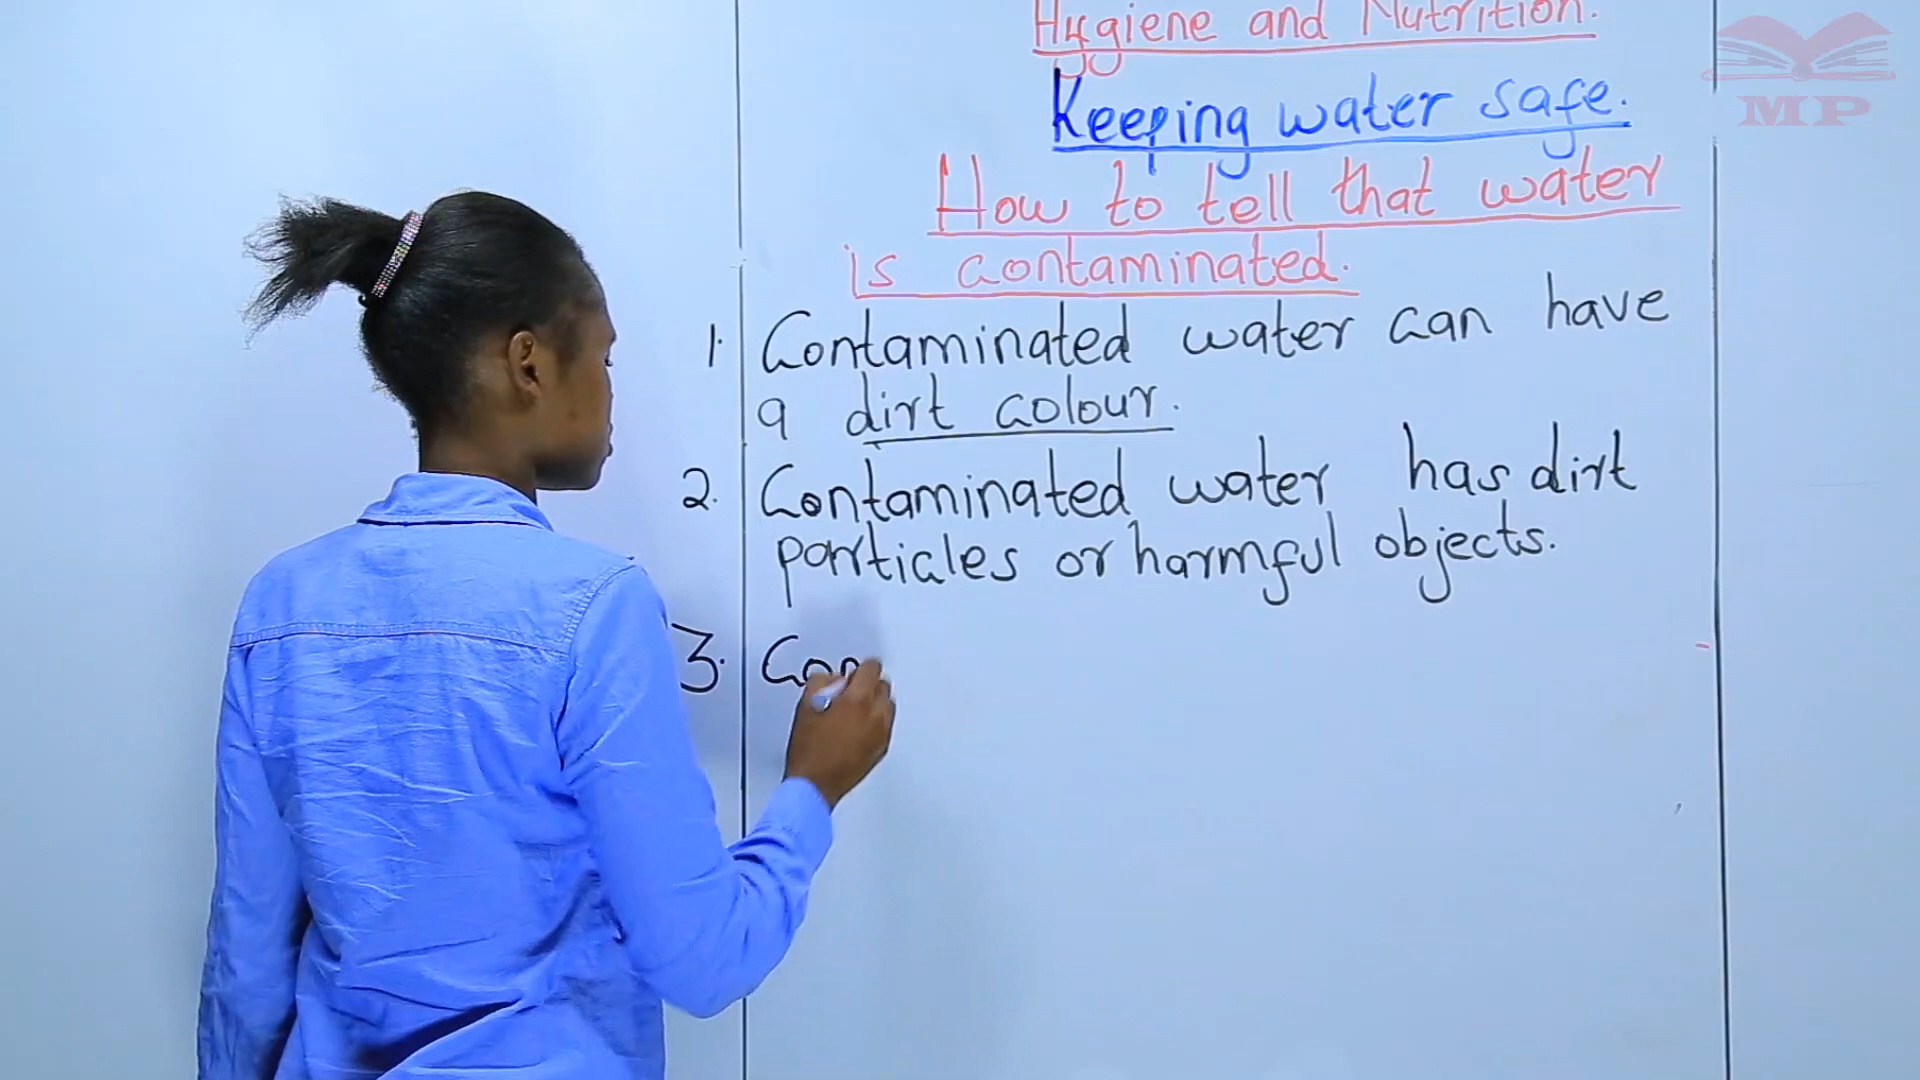 Hygiene and Nutrition.
MP
Keeping water safe.
How to tell that water
is contaminated.
1. Contaminated water can have
a dirt colour.
2. Contaminated water has dirt
particles or harmful objects.
3. Con